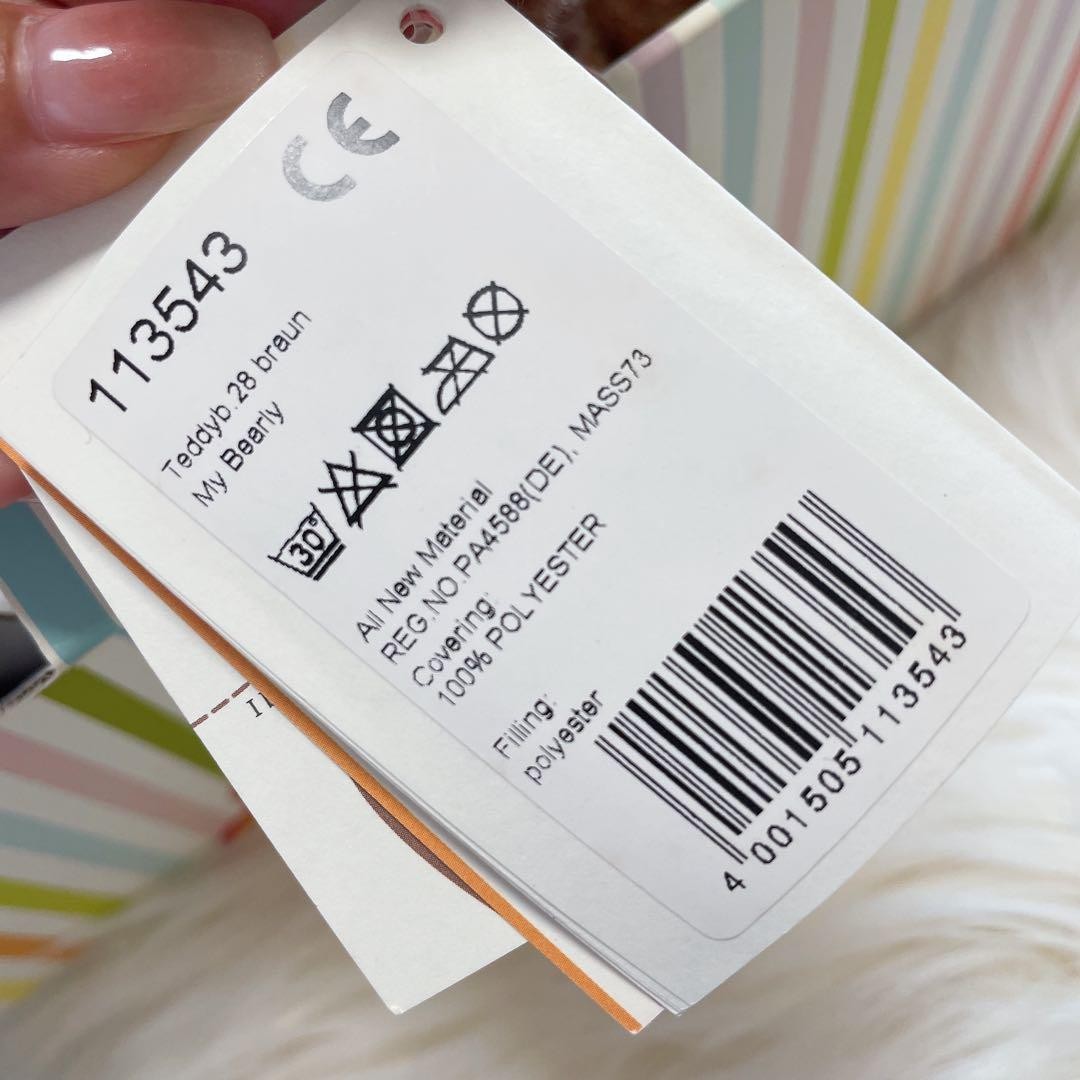 CE
113543
Teddyb.28 braun
My Bearly
30°
All New Material
REG.NO.PA4588(DE), MASS73
Covering:
100% POLYESTER
Filling:
polyester
4 001505 113543